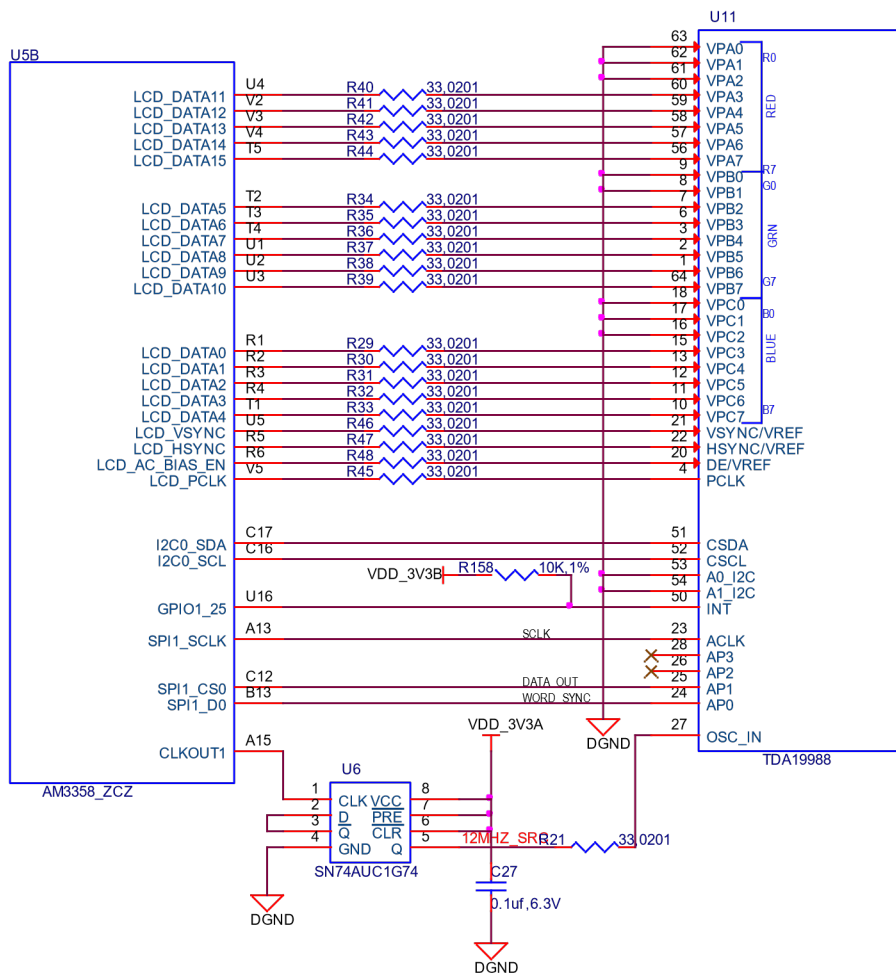 U11
U5B
63 VPA0
62 VPA1 R0
61 VPA2
LCD_DATA11 U4 R40 33,0201 60 VPA3
LCD_DATA12 V2 R41 33,0201 59 VPA4 RED
LCD_DATA13 V3 R42 33,0201 58 VPA5
LCD_DATA14 V4 R43 33,0201 57 VPA6
LCD_DATA15 T5 R44 33,0201 56 VPA7
9 VPB0 R7
8 VPB1 G0
LCD_DATA5 T2 R34 33,0201 7 VPB2
LCD_DATA6 T3 R35 33,0201 6 VPB3
LCD_DATA7 T4 R36 33,0201 3 VPB4 GRN
LCD_DATA8 U1 R37 33,0201 2 VPB5
LCD_DATA9 U2 R38 33,0201 1 VPB6
LCD_DATA10 U3 R39 33,0201 64 VPB7 G7
18 VPC0
17 VPC1 B0
16 VPC2
LCD_DATA0 R1 R29 33,0201 15 VPC3 BLUE
LCD_DATA1 R2 R30 33,0201 13 VPC4
LCD_DATA2 R3 R31 33,0201 12 VPC5
LCD_DATA3 R4 R32 33,0201 11 VPC6
LCD_DATA4 T1 R33 33,0201 10 VPC7 B7
LCD_VSYNC U5 R46 33,0201 21 VSYNC/VREF
LCD_HSYNC R5 R47 33,0201 22 HSYNC/VREF
LCD_AC_BIAS_EN R6 R48 33,0201 20 DE/VREF
LCD_PCLK V5 R45 33,0201 4 PCLK
I2C0_SDA C17 51 CSDA
I2C0_SCL C16 52 CSCL
VDD_3V3B R158 10K,1% 53 A0_I2C
54 A1_I2C
GPIO1_25 U16 50 INT
SPI1_SCLK A13 SCLK 23 ACLK
28 AP3
26 AP2
SPI1_CS0 C12 DATA_OUT 25 AP1
SPI1_D0 B13 WORD_SYNC 24 AP0
VDD_3V3A 27 OSC_IN
DGND
CLKOUT1 A15
TDA19988
AM3358_ZCZ
U6
1 CLK VCC 8
2 D PRE 7
3 Q CLR 6
4 GND Q 5 12MHZ_SRC R21 33,0201
SN74AUC1G74
C27
0.1uf,6.3V
DGND
DGND